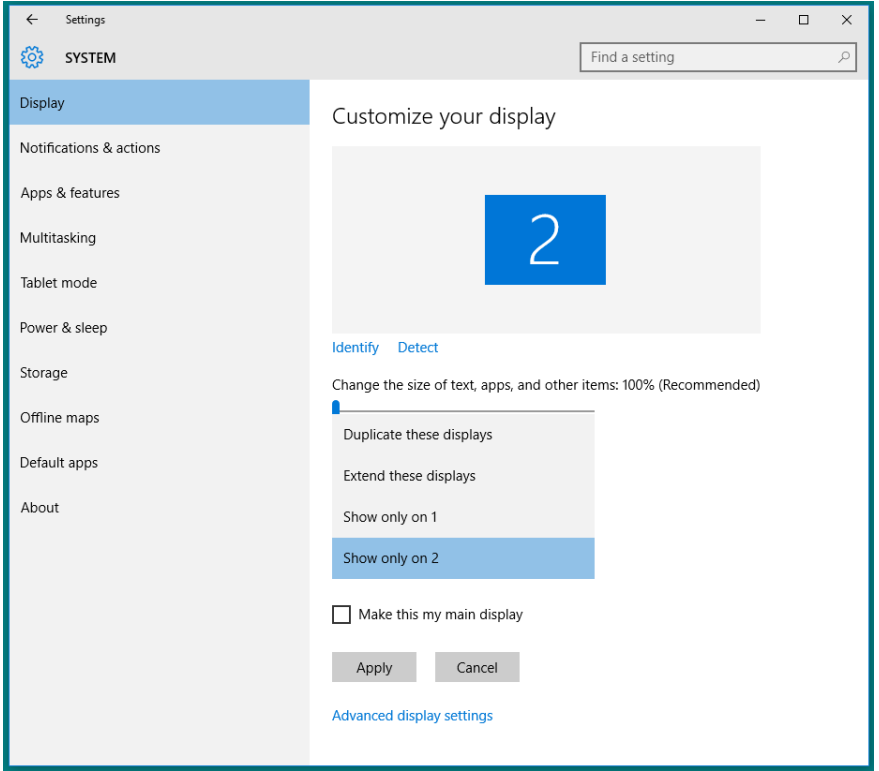 Settings
SYSTEM
Find a setting
Display
Notifications & actions
Apps & features
Multitasking
Tablet mode
Power & sleep
Storage
Offline maps
Default apps
About
Customize your display
2
Identify Detect
Change the size of text, apps, and other items: 100% (Recommended)
Duplicate these displays
Extend these displays
Show only on 1
Show only on 2
Make this my main display
Apply Cancel
Advanced display settings